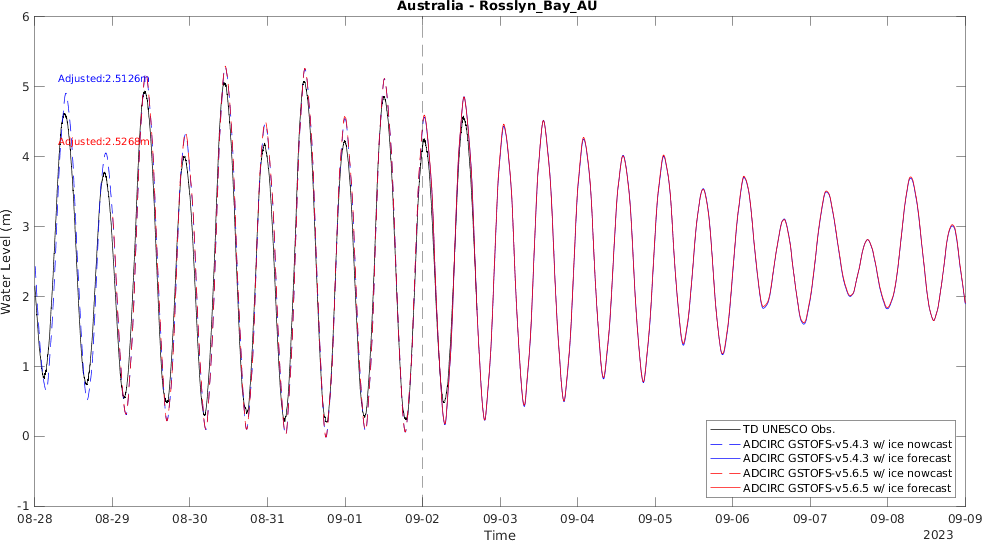 Australia - Rosslyn_Bay_AU
6
5
4
3
2
1
0
-1
Water Level (m)
Adjusted:2.5126m
Adjusted:2.5268m
TD UNESCO Obs.
ADCIRC GSTOFS-v5.4.3 w/ ice nowcast
ADCIRC GSTOFS-v5.4.3 w/ ice forecast
ADCIRC GSTOFS-v5.6.5 w/ ice nowcast
ADCIRC GSTOFS-v5.6.5 w/ ice forecast
08-28 08-29 08-30 08-31 09-01 09-02 09-03 09-04 09-05 09-06 09-07 09-08 09-09
Time
2023